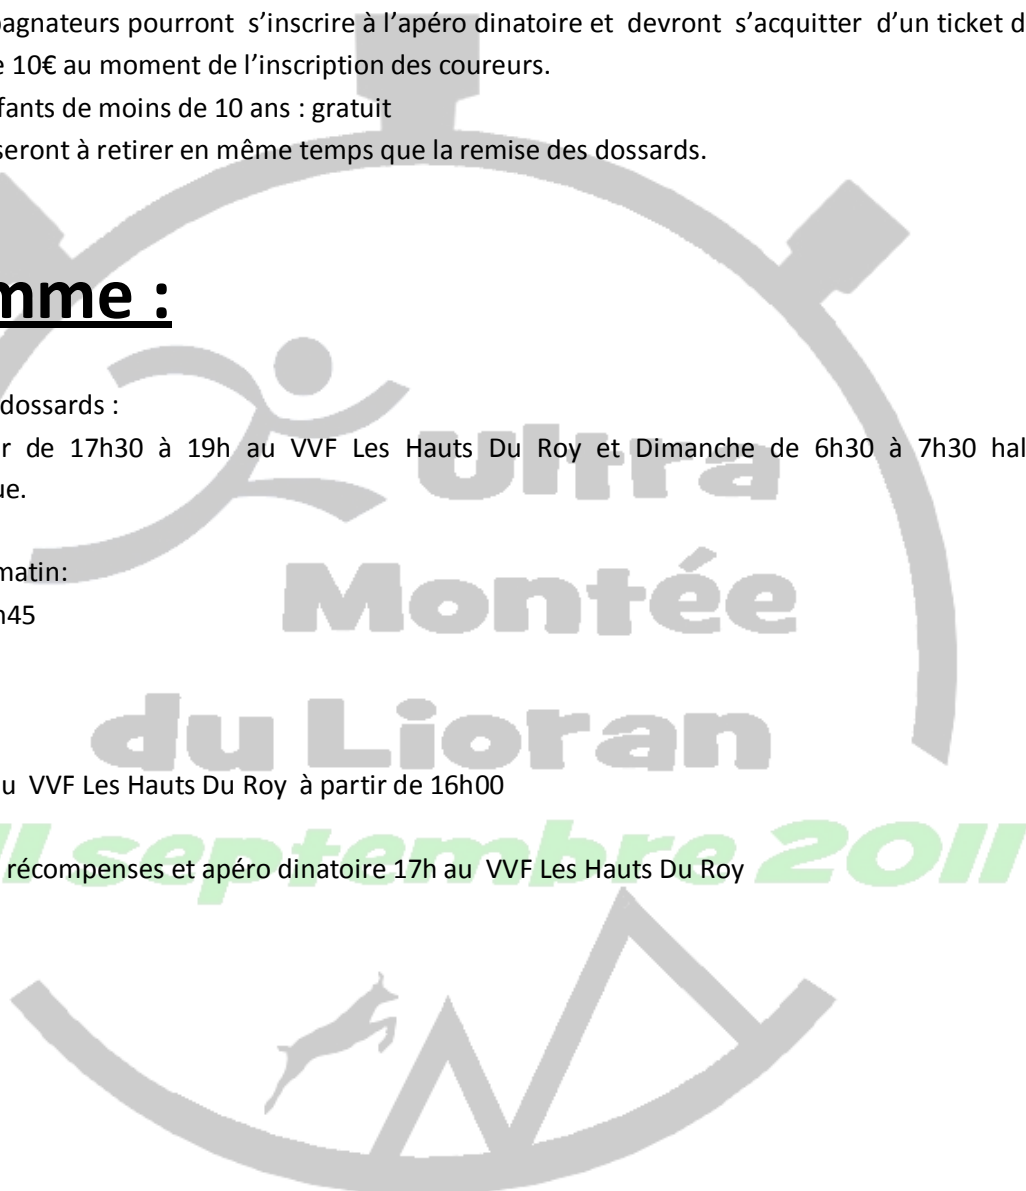 pagnateurs pourront s’inscrire à l’apéro dinatoire et devront s’acquitter d’un ticket d
e 10€ au moment de l’inscription des coureurs.
fants de moins de 10 ans : gratuit
seront à retirer en même temps que la remise des dossards.
mme :
dossards :
r de 17h30 à 19h au VVF Les Hauts Du Roy et Dimanche de 6h30 à 7h30 hal
ue.
Ultra
matin:
Montée
h45
du Lioran
u VVF Les Hauts Du Roy à partir de 16h00
11 septembre 2011
récompenses et apéro dinatoire 17h au VVF Les Hauts Du Roy